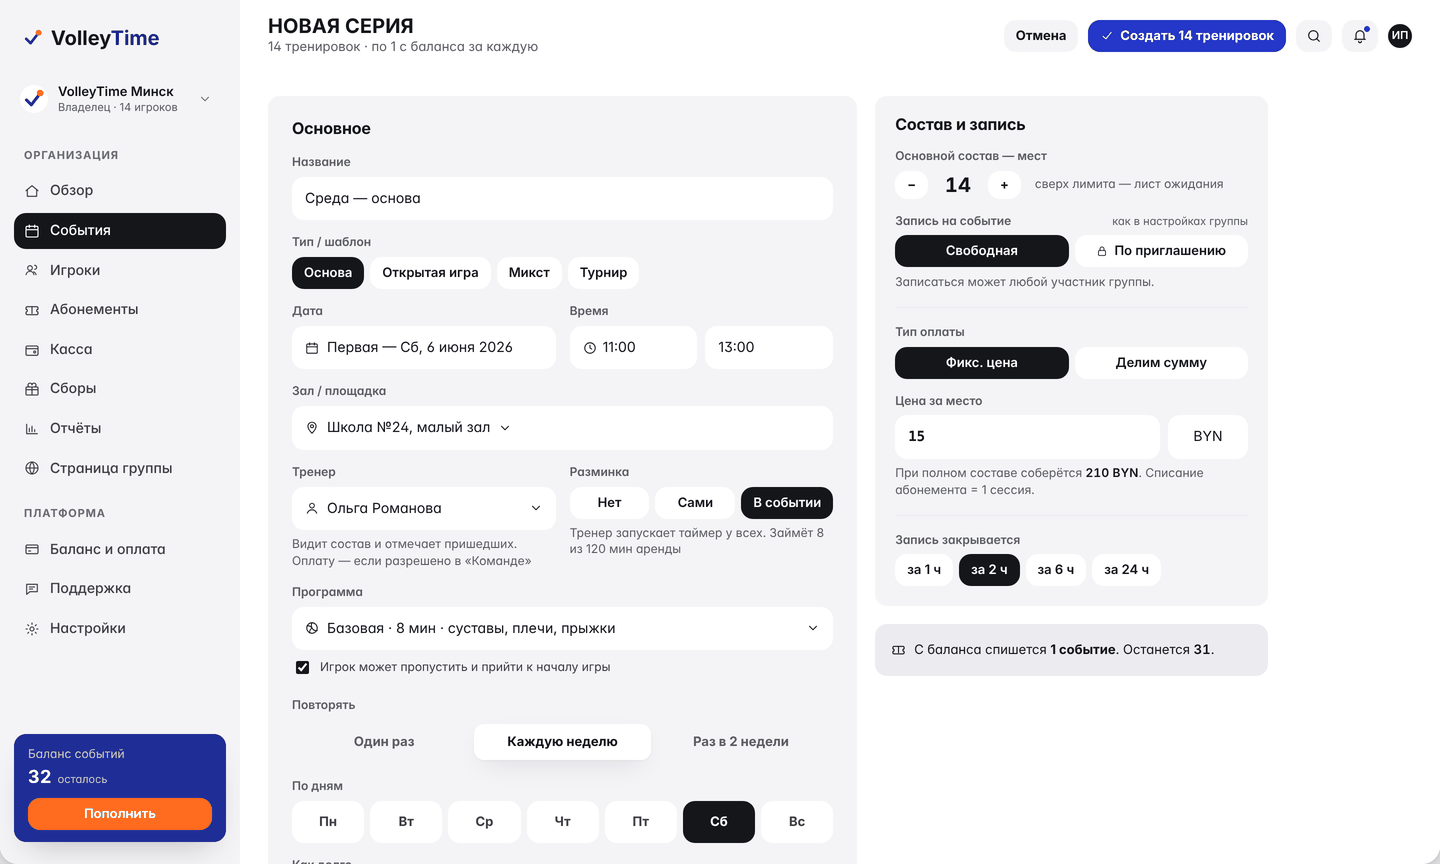 VolleyTime
VolleyTime Минск
Владелец · 14 игроков
ОРГАНИЗАЦИЯ
Обзор
События
Игроки
Абонементы
Касса
Сборы
Отчёты
Страница группы
ПЛАТФОРМА
Баланс и оплата
Поддержка
Настройки
Баланс событий
32 осталось
Пополнить
НОВАЯ СЕРИЯ
14 тренировок · по 1 с баланса за каждую
Отмена
Создать 14 тренировок
ИП
Основное
Название
Среда — основа
Тип / шаблон
Основа Открытая игра Микст Турнир
Дата Время
Первая — Сб, 6 июня 2026 11:00 13:00
Зал / площадка
Школа №24, малый зал
Тренер Разминка
Ольга Романова Нет Сами В событии
Видит состав и отмечает пришедших.
Оплату — если разрешено в «Команде»
Тренер запускает таймер у всех. Займёт 8
из 120 мин аренды
Программа
Базовая · 8 мин · суставы, плечи, прыжки
Игрок может пропустить и прийти к началу игры
Повторять
Один раз Каждую неделю Раз в 2 недели
По дням
Пн Вт Ср Чт Пт Сб Вс
Как долго
Состав и запись
Основной состав — мест
− 14 + сверх лимита — лист ожидания
Запись на событие как в настройках группы
Свободная По приглашению
Записаться может любой участник группы.
Тип оплаты
Фикс. цена Делим сумму
Цена за место
15 BYN
При полном составе соберётся 210 BYN. Списание
абонемента = 1 сессия.
Запись закрывается
за 1 ч за 2 ч за 6 ч за 24 ч
С баланса спишется 1 событие. Останется 31.